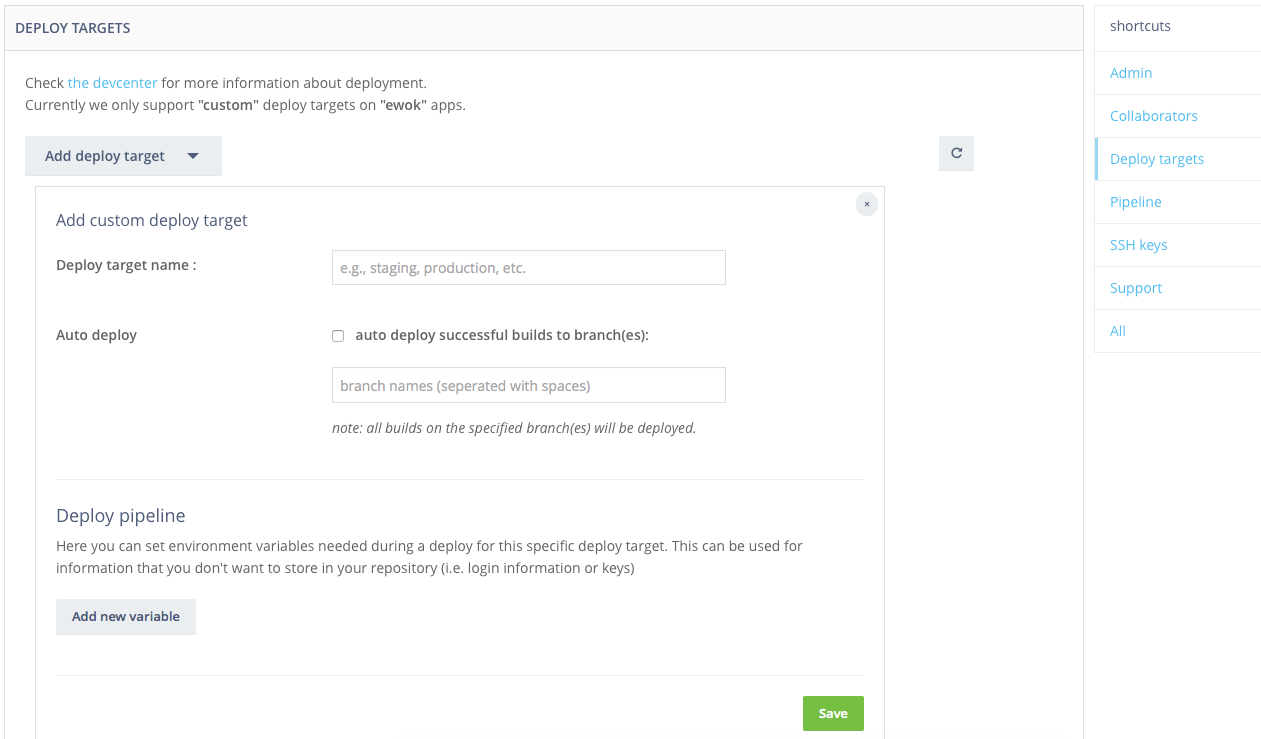 DEPLOY TARGETS
Check the devcenter for more information about deployment.
Currently we only support "custom" deploy targets on "ewok" apps.
Add deploy target
Add custom deploy target
Deploy target name :
e.g., staging, production, etc.
Auto deploy
auto deploy successful builds to branch(es):
branch names (seperated with spaces)
note: all builds on the specified branch(es) will be deployed.
Deploy pipeline
Here you can set environment variables needed during a deploy for this specific deploy target. This can be used for
information that you don't want to store in your repository (i.e. login information or keys)
Add new variable
Save
shortcuts
Admin
Collaborators
Deploy targets
Pipeline
SSH keys
Support
All